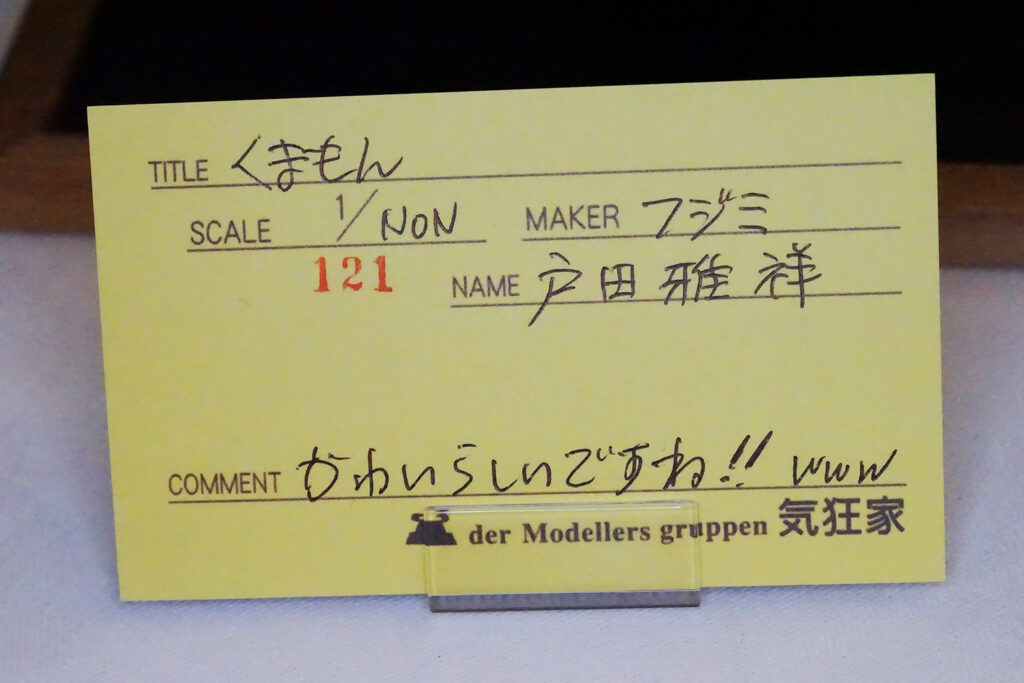 TITLE くまもん
SCALE 1/NON MAKER フジミ
121
NAME 戸田 雅祥
COMMENT かわいらしいですね!! www
der Modellers gruppen 気狂家